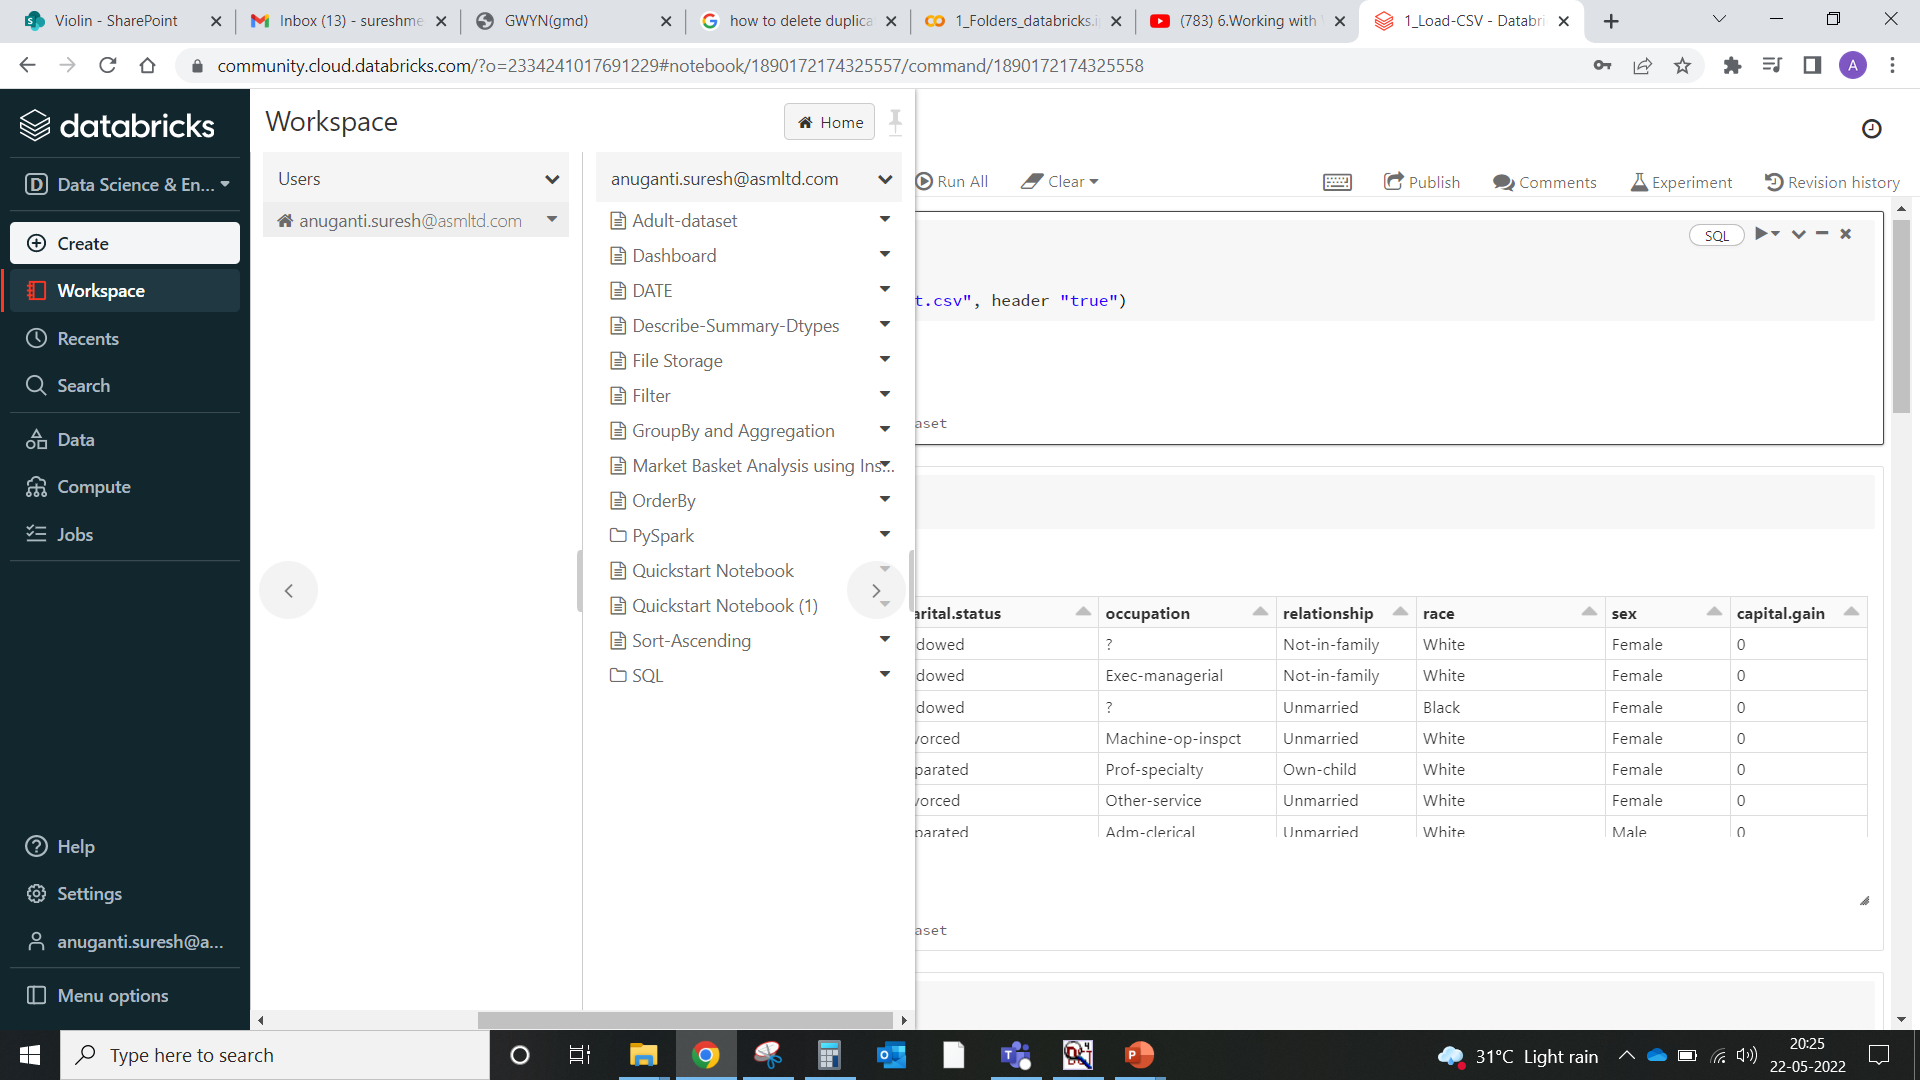 Violin - SharePoint
Inbox (13) - sureshme
GWYN(gmd)
how to delete duplica
1_Folders_databricks.i
(783) 6.Working with
1_Load-CSV - Databri
community.cloud.databricks.com/?o=2334241017691229#notebook/1890172174325557/command/1890172174325558
A
databricks
D Data Science & En...
Create
Workspace
Recents
Search
Data
Compute
Jobs
Help
Settings
anuganti.suresh@a...
Menu options
Workspace
Home
Users
anuganti.suresh@asmltd.com
anuganti.suresh@asmltd.com
Adult-dataset
Dashboard
DATE
Describe-Summary-Dtypes
File Storage
Filter
GroupBy and Aggregation
Market Basket Analysis using Ins...
OrderBy
PySpark
Quickstart Notebook
Quickstart Notebook (1)
Sort-Ascending
SQL
Run All Clear Publish Comments Experiment Revision history
SQL
t.csv", header "true")
aset
arital.status occupation relationship race sex capital.gain
dowed ? Not-in-family White Female 0
dowed Exec-managerial Not-in-family White Female 0
dowed ? Unmarried Black Female 0
vorced Machine-op-inspct Unmarried White Female 0
parated Prof-specialty Own-child White Female 0
vorced Other-service Unmarried White Female 0
parated Adm-clerical Unmarried White Male 0
aset
Type here to search
31°C Light rain
20:25
22-05-2022